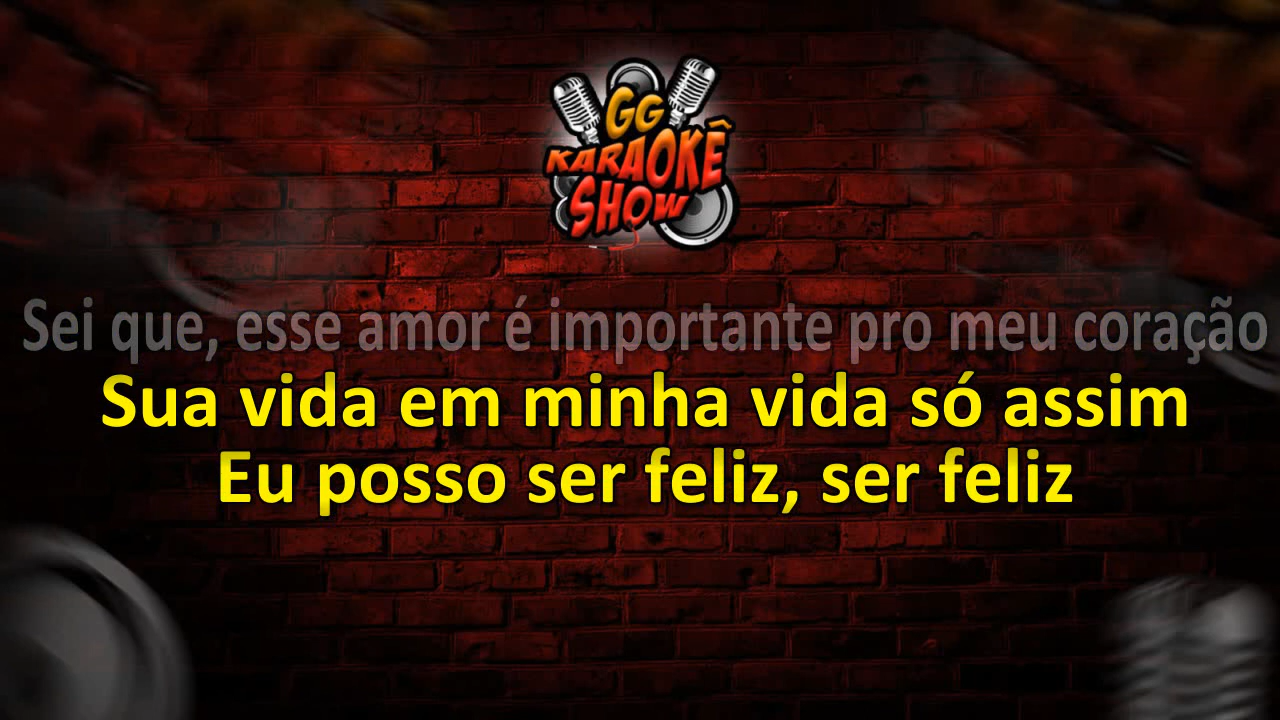 GG
KARAOKÊ
SHOW
Sei que, esse amor é importante pro meu coração
Sua vida em minha vida só assim
Eu posso ser feliz, ser feliz